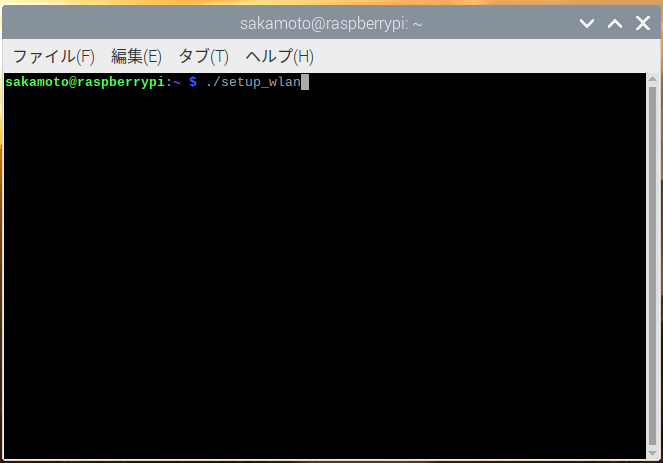 sakamoto@raspberrypi: ~
ファイル(F) 編集(E) タブ(T) ヘルプ(H)
sakamoto@raspberrypi:~ $ ./setup_wlan